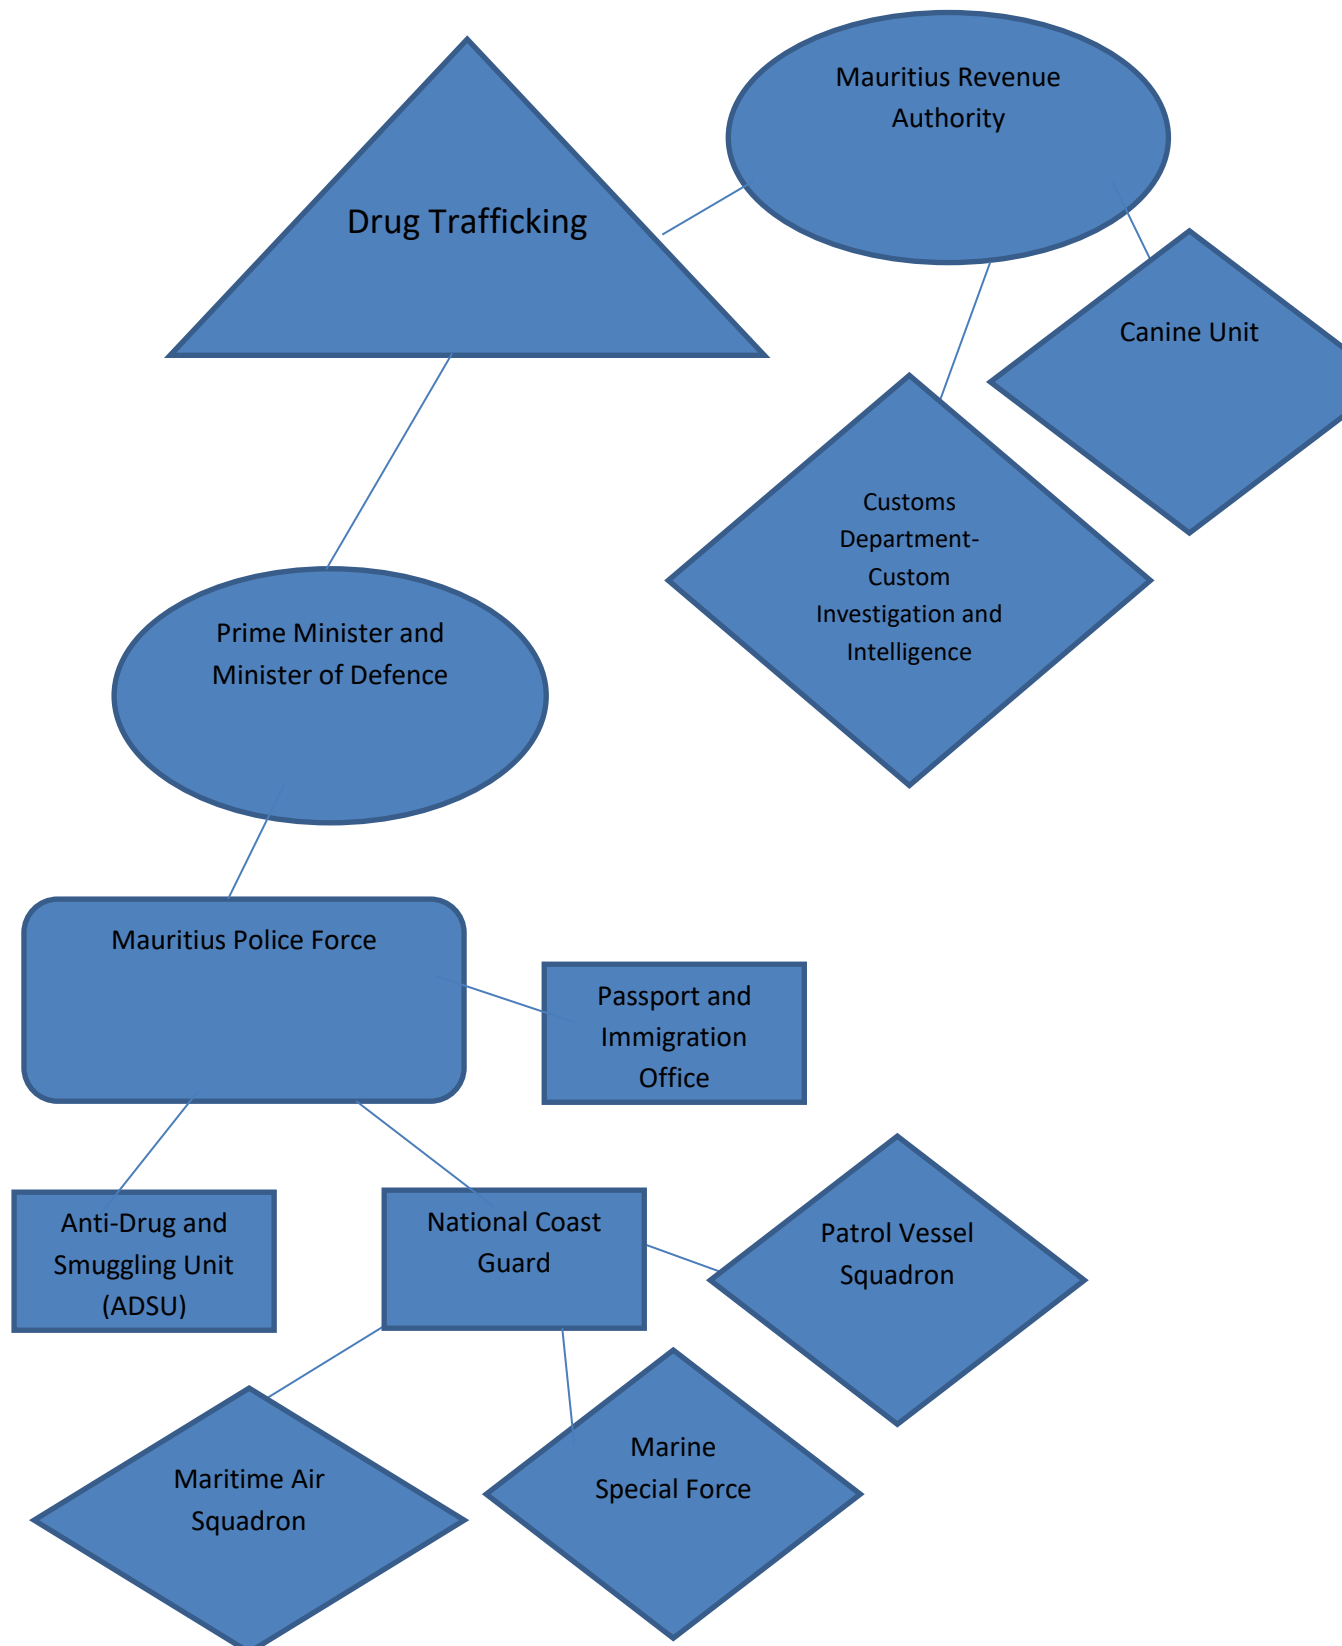 Mauritius Revenue
Authority
Drug Trafficking
Canine Unit
Customs
Department-
Custom
Investigation and
Intelligence
Prime Minister and
Minister of Defence
Mauritius Police Force
Passport and
Immigration
Office
Anti-Drug and
Smuggling Unit
(ADSU)
National Coast
Guard
Patrol Vessel
Squadron
Marine
Special Force
Maritime Air
Squadron